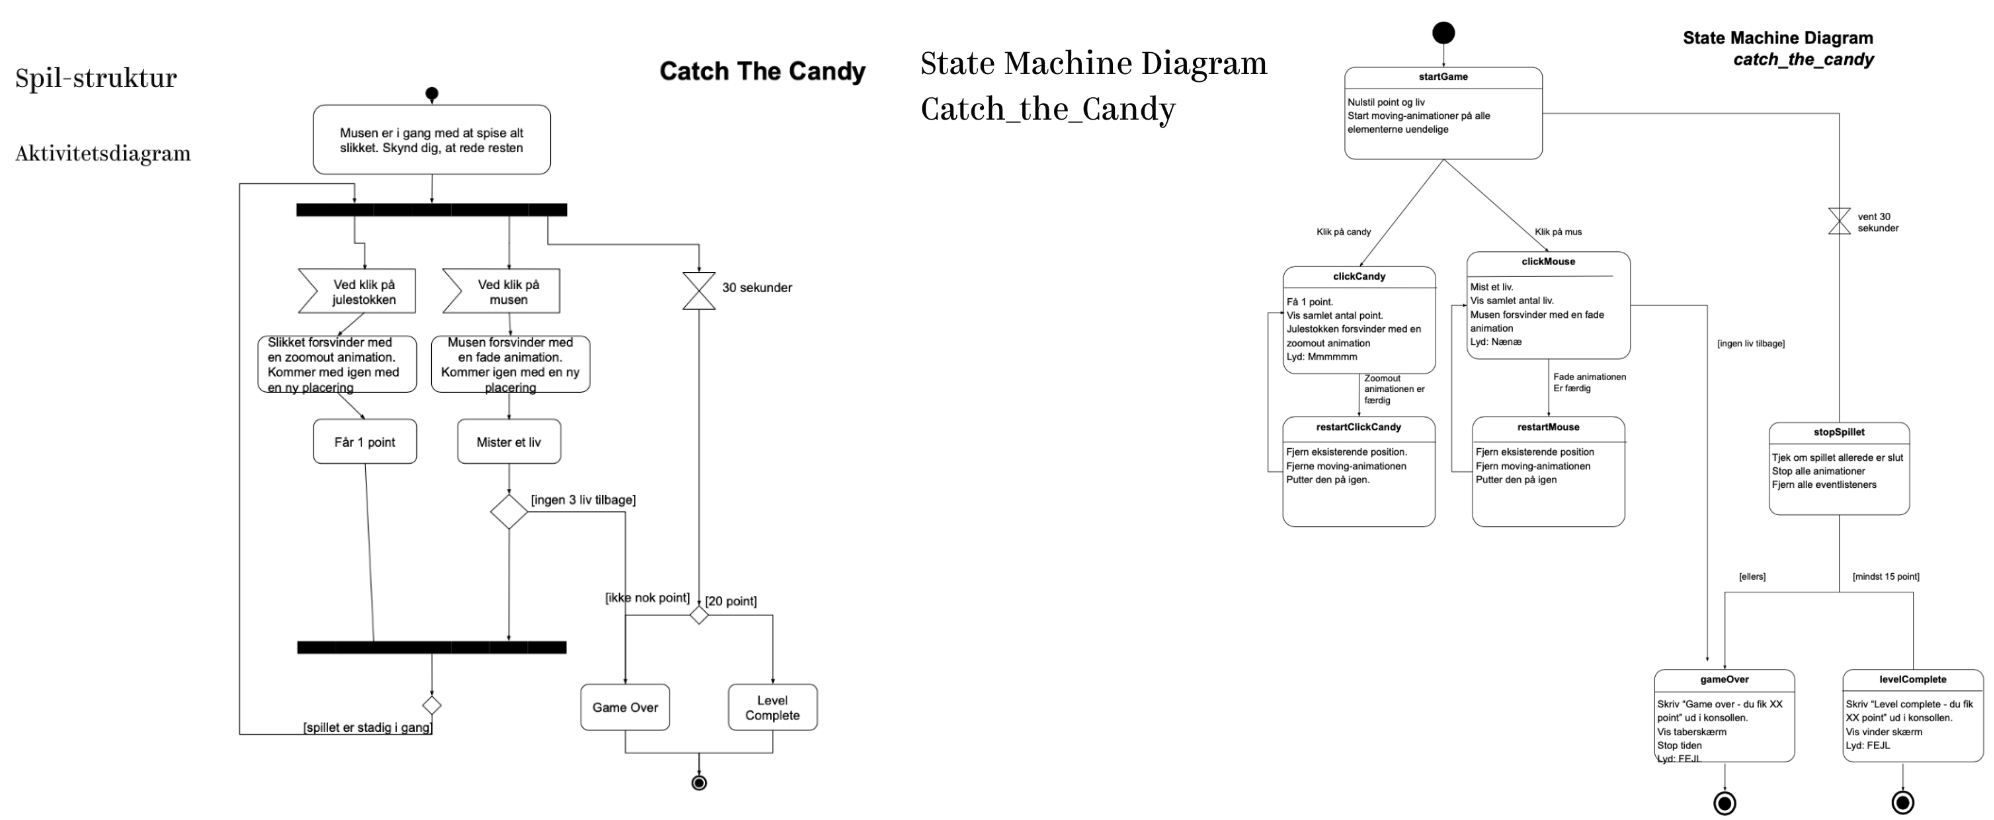 Spil-struktur
Aktivitetsdiagram
Catch The Candy
Musen er i gang med at spise alt
slikket. Skynd dig, at rede resten
Ved klik på
julestokken
Ved klik på
musen
30 sekunder
Slikket forsvinder med
en zoomout animation.
Kommer med igen med
en ny placering
Musen forsvinder med
en fade animation.
Kommer igen med en ny
placering
Får 1 point
Mister et liv
[ingen 3 liv tilbage]
[ikke nok point]
[20 point]
Game Over
Level
Complete
[spillet er stadig i gang]
State Machine Diagram
Catch_the_Candy
State Machine Diagram
catch_the_candy
startGame
Nulstil point og liv
Start moving-animationer på alle
elementerne uendelige
Klik på candy
Klik på mus
vent 30
sekunder
clickCandy
Få 1 point.
Vis samlet antal point.
Julestokken forsvinder med en
zoomout animation
Lyd: Mmmmmm
clickMouse
Mist et liv.
Vis samlet antal liv.
Musen forsvinder med en fade
animation
Lyd: Nænæ
[ingen liv tilbage]
Zoomout
animationen er
færdig
Fade animationen
Er færdig
restartClickCandy
Fjern eksisterende position.
Fjerne moving-animationen
Putter den på igen.
restartMouse
Fjern eksisterende position
Fjern moving-animationen
Putter den på igen
stopSpillet
Tjek om spillet allerede er slut
Stop alle animationer
Fjern alle eventlisteners
[ellers]
[mindst 15 point]
gameOver
Skriv “Game over - du fik XX
point” ud i konsollen.
Vis taberskærm
Stop tiden
Lyd: FEJL
levelComplete
Skriv “Level complete - du fik
XX point” ud i konsollen.
Vis vinder skærm
Lyd: FEJL